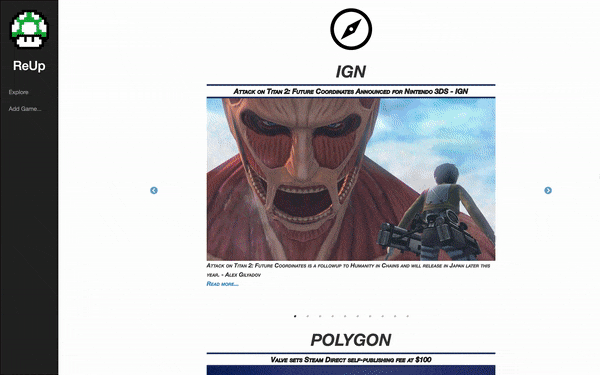 ReUp
Explore
Add Game...
IGN
Attack on Titan 2: Future Coordinates Announced for Nintendo 3DS - IGN
Attack on Titan 2: Future Coordinates is a followup to Humanity in Chains and will release in Japan later this
year. - Alex Gilyadov
Read more...
POLYGON
Valve sets Steam Direct self-publishing fee at $100